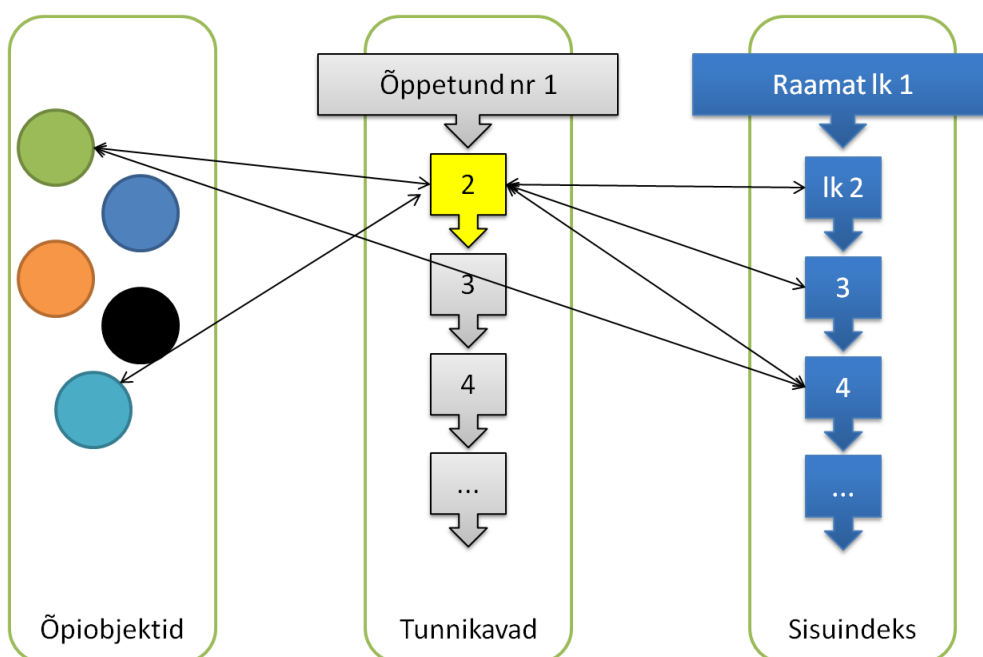 Õppetund nr 1
2
3
4
...
Raamat lk 1
lk 2
3
4
...
Õpiobjektid
Tunnikavad
Sisuindeks